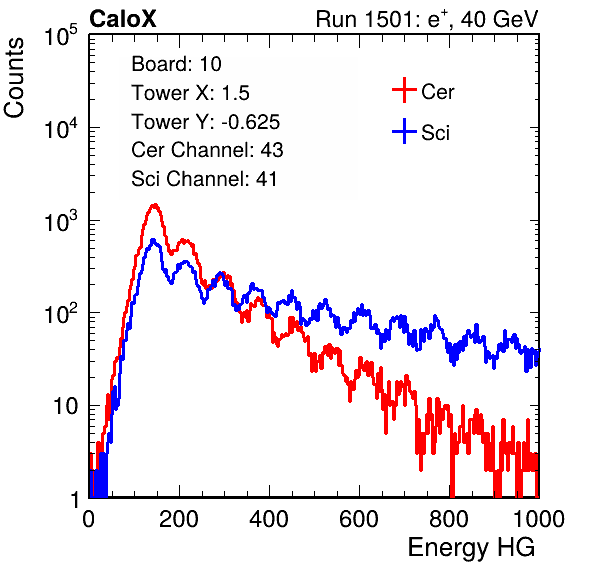 CaloX Run 1501: e⁺, 40 GeV
Counts
Board: 10
Tower X: 1.5
Tower Y: -0.625
Cer Channel: 43
Sci Channel: 41
Cer
Sci
10⁵
10⁴
10³
10²
10
1
0 200 400 600 800 1000
Energy HG